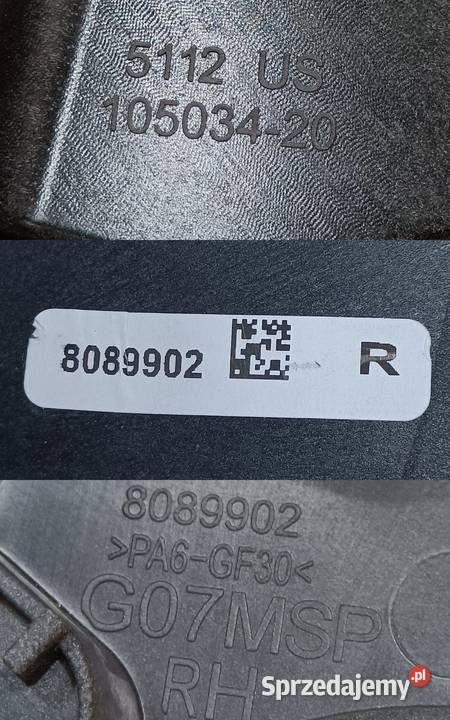 5112 US
105034-20
8089902 R
8089902
>PA6-GF30<
G07MSP
RH
Sprzedajemy.pl